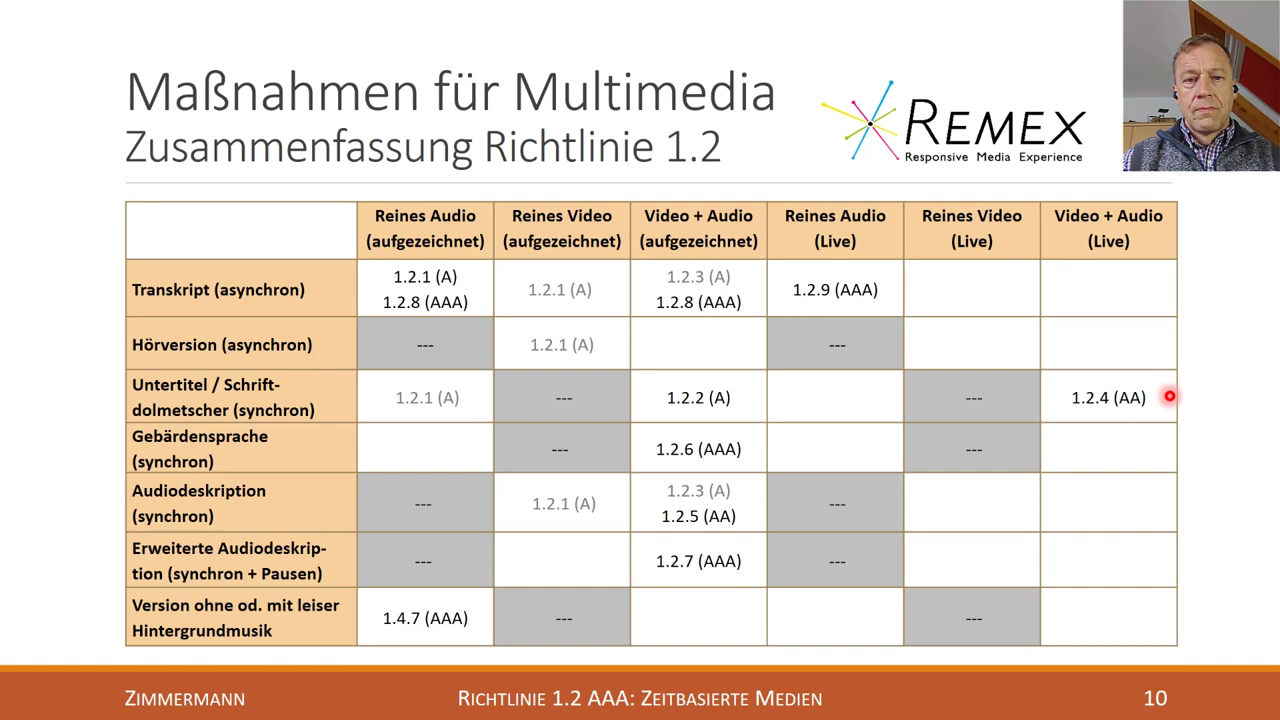 Maßnahmen für Multimedia
Zusammenfassung Richtlinie 1.2
REMEX
Responsive Media Experience
Reines Audio (aufgezeichnet) Reines Video (aufgezeichnet) Video + Audio (aufgezeichnet) Reines Audio (Live) Reines Video (Live) Video + Audio (Live)
Transkript (asynchron) 1.2.1 (A) 1.2.8 (AAA) 1.2.1 (A) 1.2.3 (A) 1.2.8 (AAA) 1.2.9 (AAA)
Hörversion (asynchron) --- 1.2.1 (A) ---
Untertitel / Schrift-
dolmetscher (synchron) 1.2.1 (A) --- 1.2.2 (A) --- 1.2.4 (AA)
Gebärdensprache
(synchron) --- 1.2.6 (AAA) ---
Audiodeskription
(synchron) --- 1.2.1 (A) 1.2.3 (A) 1.2.5 (AA) ---
Erweiterte Audiodeskrip-
tion (synchron + Pausen) --- 1.2.7 (AAA) ---
Version ohne od. mit leiser
Hintergrundmusik 1.4.7 (AAA) --- ---
ZIMMERMANN RICHTLINIE 1.2 AAA: ZEITBASIERTE MEDIEN 10